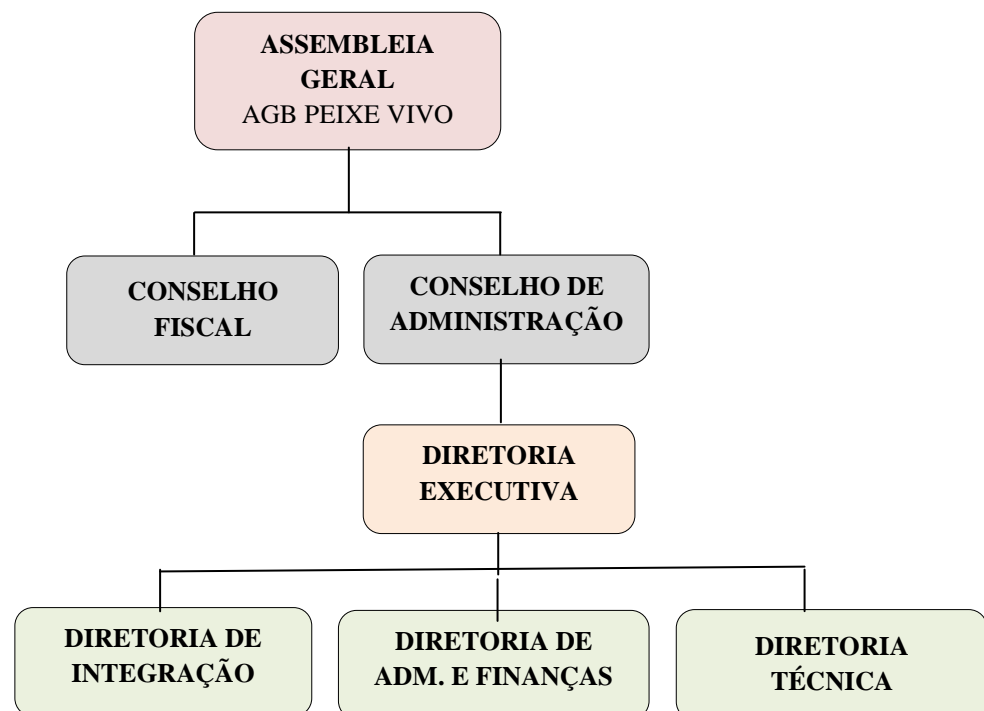 ASSEMBLEIA
GERAL
AGB PEIXE VIVO
CONSELHO
FISCAL
CONSELHO DE
ADMINISTRAÇÃO
DIRETORIA
EXECUTIVA
DIRETORIA DE
INTEGRAÇÃO
DIRETORIA DE
ADM. E FINANÇAS
DIRETORIA
TÉCNICA